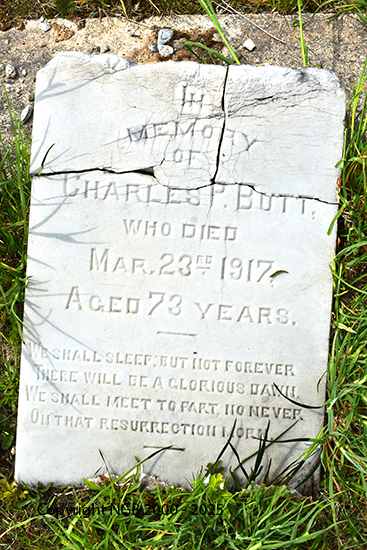 In
Memory
of
Charles P. Butt,
who died
Mar. 23rd 1917,
Aged 73 years.
We shall sleep, but not forever
There will be a glorious dawn,
We shall meet to part, no never
On that resurrection morn.
Copyright NGB 2000 - 2025